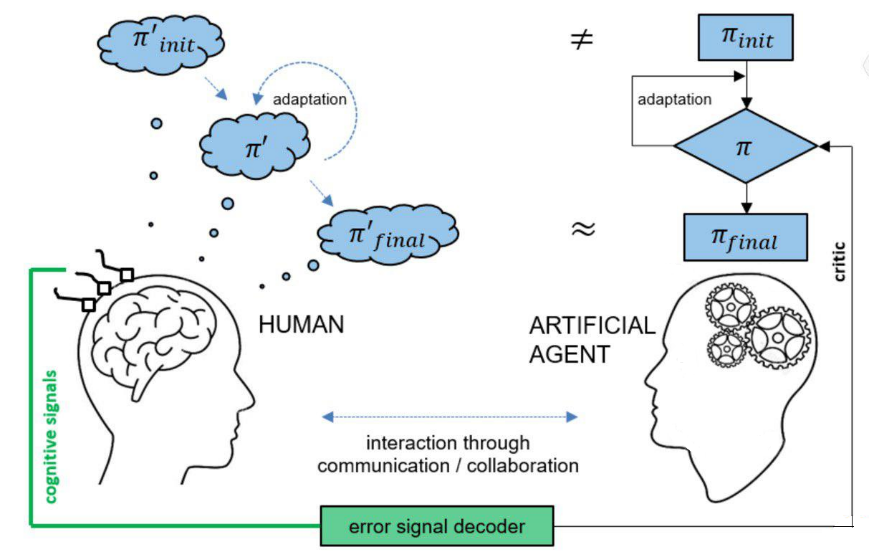 π′init
≠
πinit
adaptation
adaptation
π′
π
π′final
≈
πfinal
critic
HUMAN
ARTIFICIAL
AGENT
cognitive signals
interaction through
communication / collaboration
error signal decoder